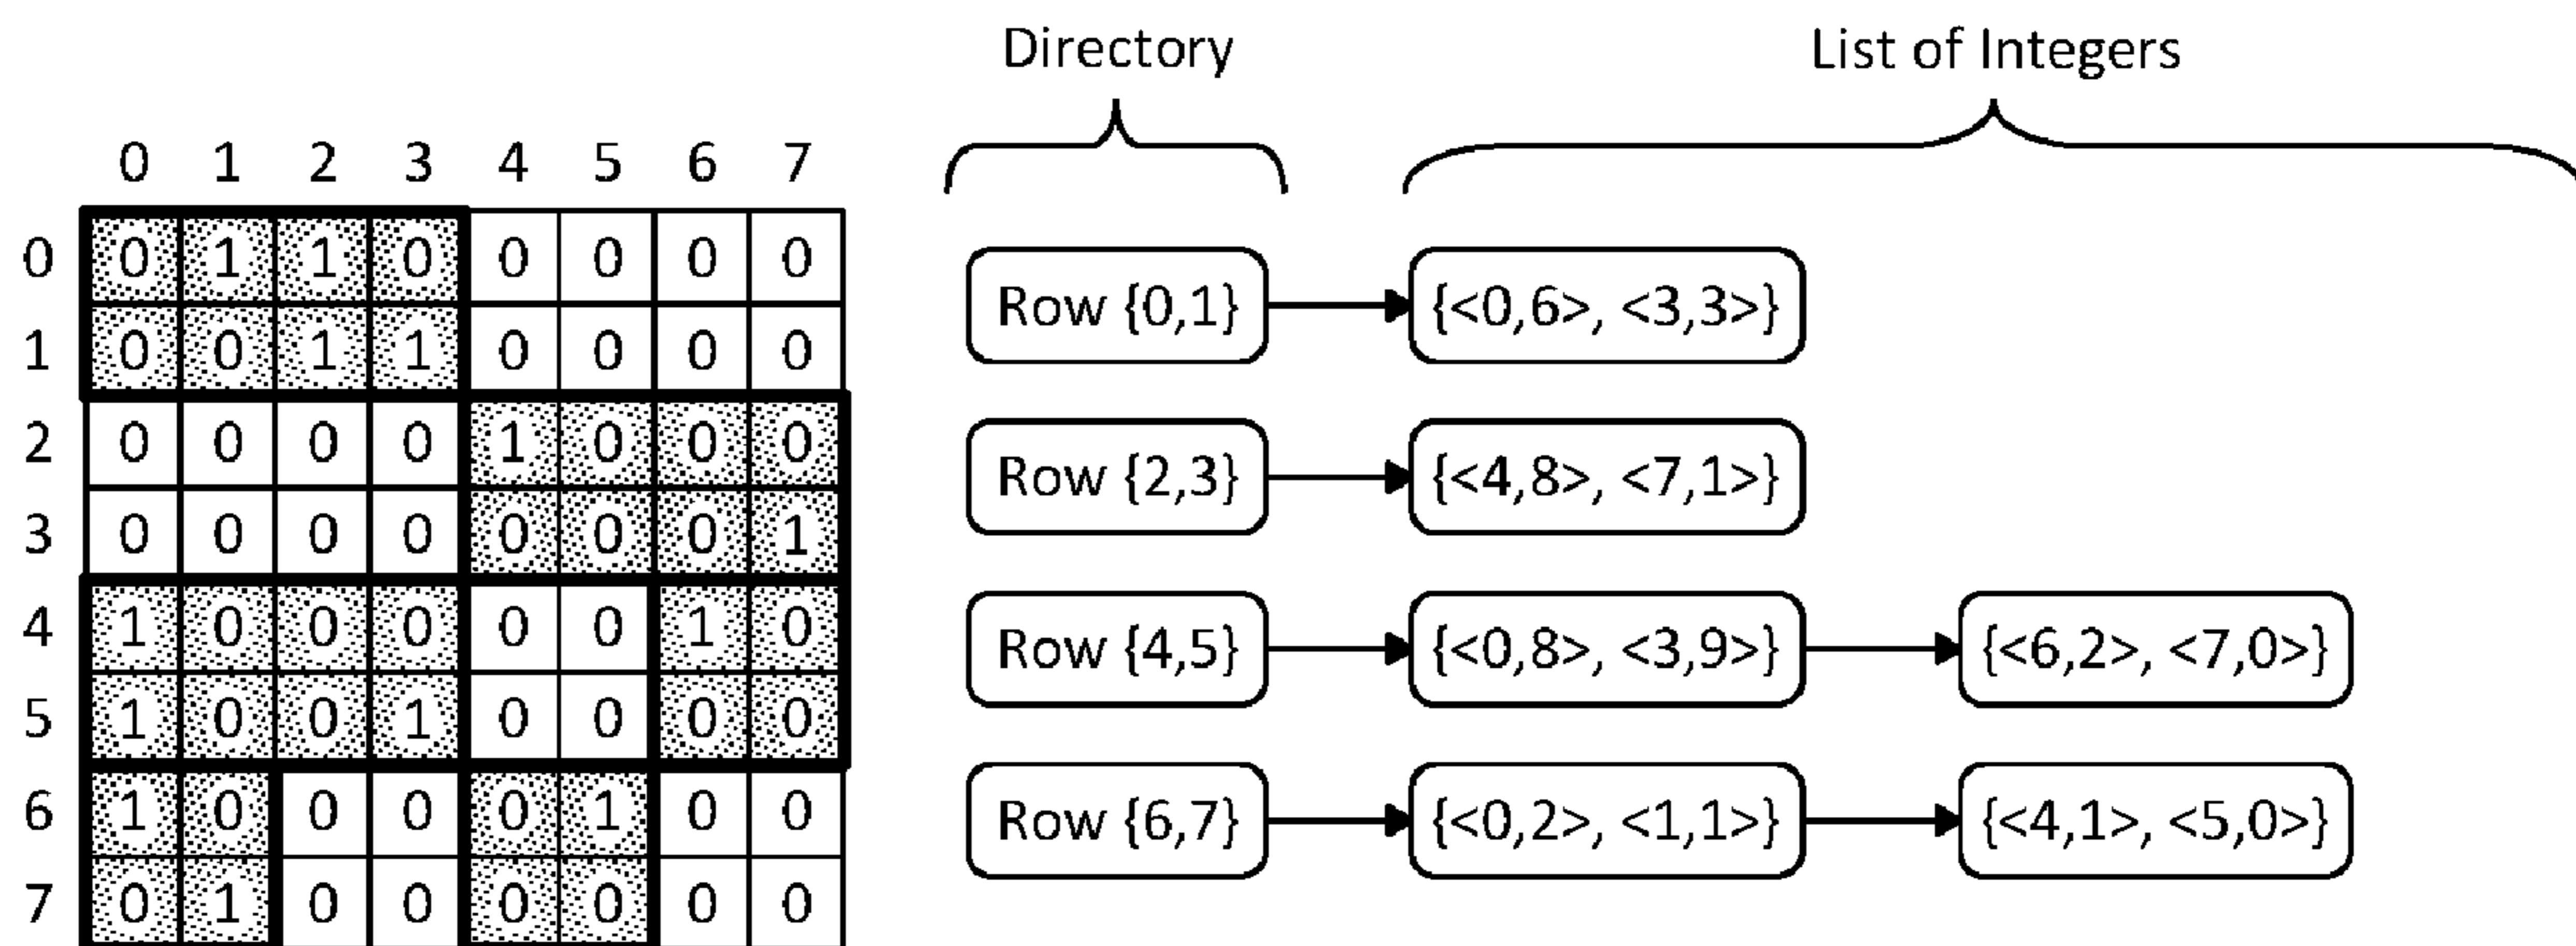 Directory List of Integers
0 1 2 3 4 5 6 7
0 0 1 1 0 0 0 0 0
1 0 0 1 1 0 0 0 0
2 0 0 0 0 1 0 0 0
3 0 0 0 0 0 0 0 1
4 1 0 0 0 0 0 1 0
5 1 0 0 1 0 0 0 0
6 1 0 0 0 0 1 0 0
7 0 1 0 0 0 0 0 0
Row {0,1} {<0,6>, <3,3>}
Row {2,3} {<4,8>, <7,1>}
Row {4,5} {<0,8>, <3,9>} {<6,2>, <7,0>}
Row {6,7} {<0,2>, <1,1>} {<4,1>, <5,0>}